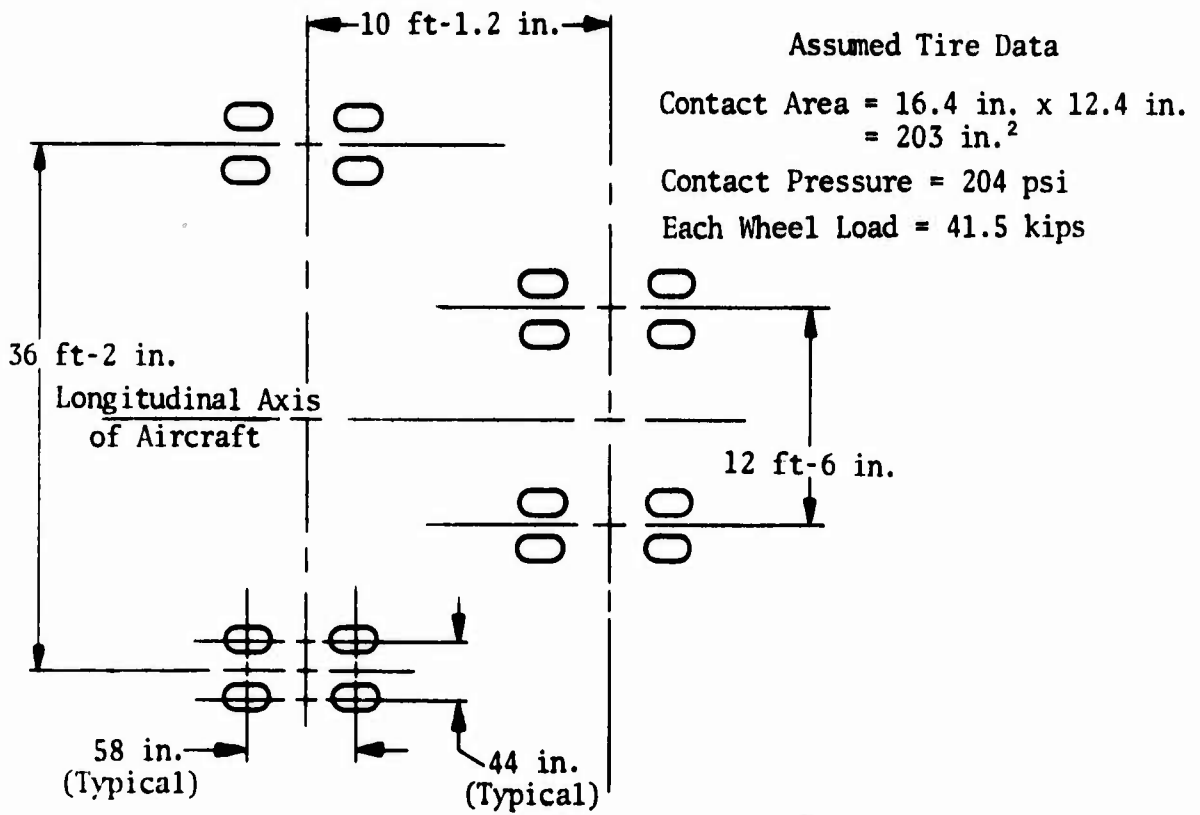 10 ft-1.2 in.
Assumed Tire Data
Contact Area = 16.4 in. x 12.4 in.
= 203 in.²
Contact Pressure = 204 psi
Each Wheel Load = 41.5 kips
36 ft-2 in.
Longitudinal Axis
of Aircraft
12 ft-6 in.
58 in.
(Typical)
44 in.
(Typical)